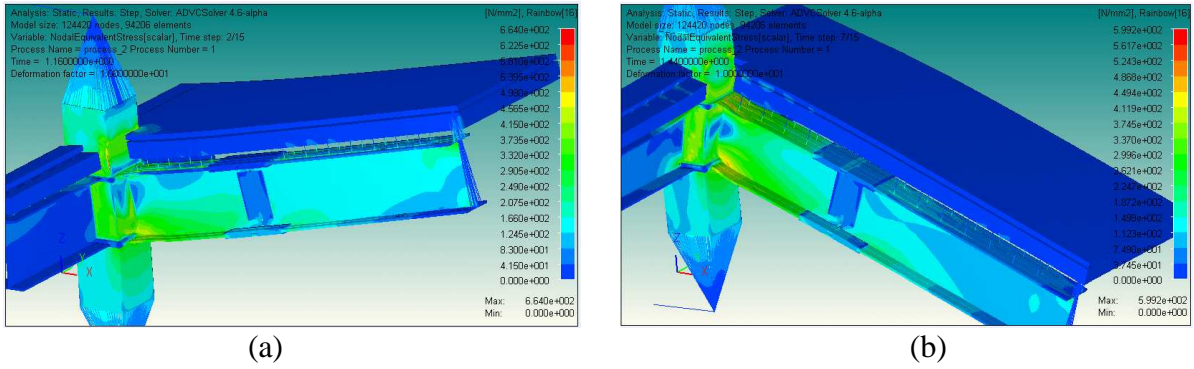 Analysis: Static, Results: Step, Solver: ADVCSolver 4.6-alpha
Model size: 124420 nodes, 94206 elements
Variable: NodalEquivalentStress[scalar], Time step: 2/15
Process Name = process_2 Process Number = 1
Time = 1.1600000e+000
Deformation factor = 1.6000000e+001
[N/mm2], Rainbow[16]
6.640e+002
6.225e+002
5.810e+002
5.395e+002
4.980e+002
4.565e+002
4.150e+002
3.735e+002
3.320e+002
2.905e+002
2.490e+002
2.075e+002
1.660e+002
1.245e+002
8.300e+001
4.150e+001
0.000e+000
Max: 6.640e+002
Min: 0.000e+000
Z
Y
X
(a)
Analysis: Static, Results: Step, Solver: ADVCSolver 4.6-alpha
Model size: 124420 nodes, 94206 elements
Variable: NodalEquivalentStress[scalar], Time step: 7/15
Process Name = process_2 Process Number = 1
Time =
Deformation factor = 1.0000000e+001
[N/mm2], Rainbow[16]
5.992e+002
5.617e+002
5.243e+002
4.868e+002
4.494e+002
4.119e+002
3.745e+002
3.370e+002
2.996e+002
2.621e+002
2.247e+002
1.872e+002
1.498e+002
1.123e+002
7.490e+001
3.745e+001
0.000e+000
Max: 5.992e+002
Min: 0.000e+000
Z
X
(b)